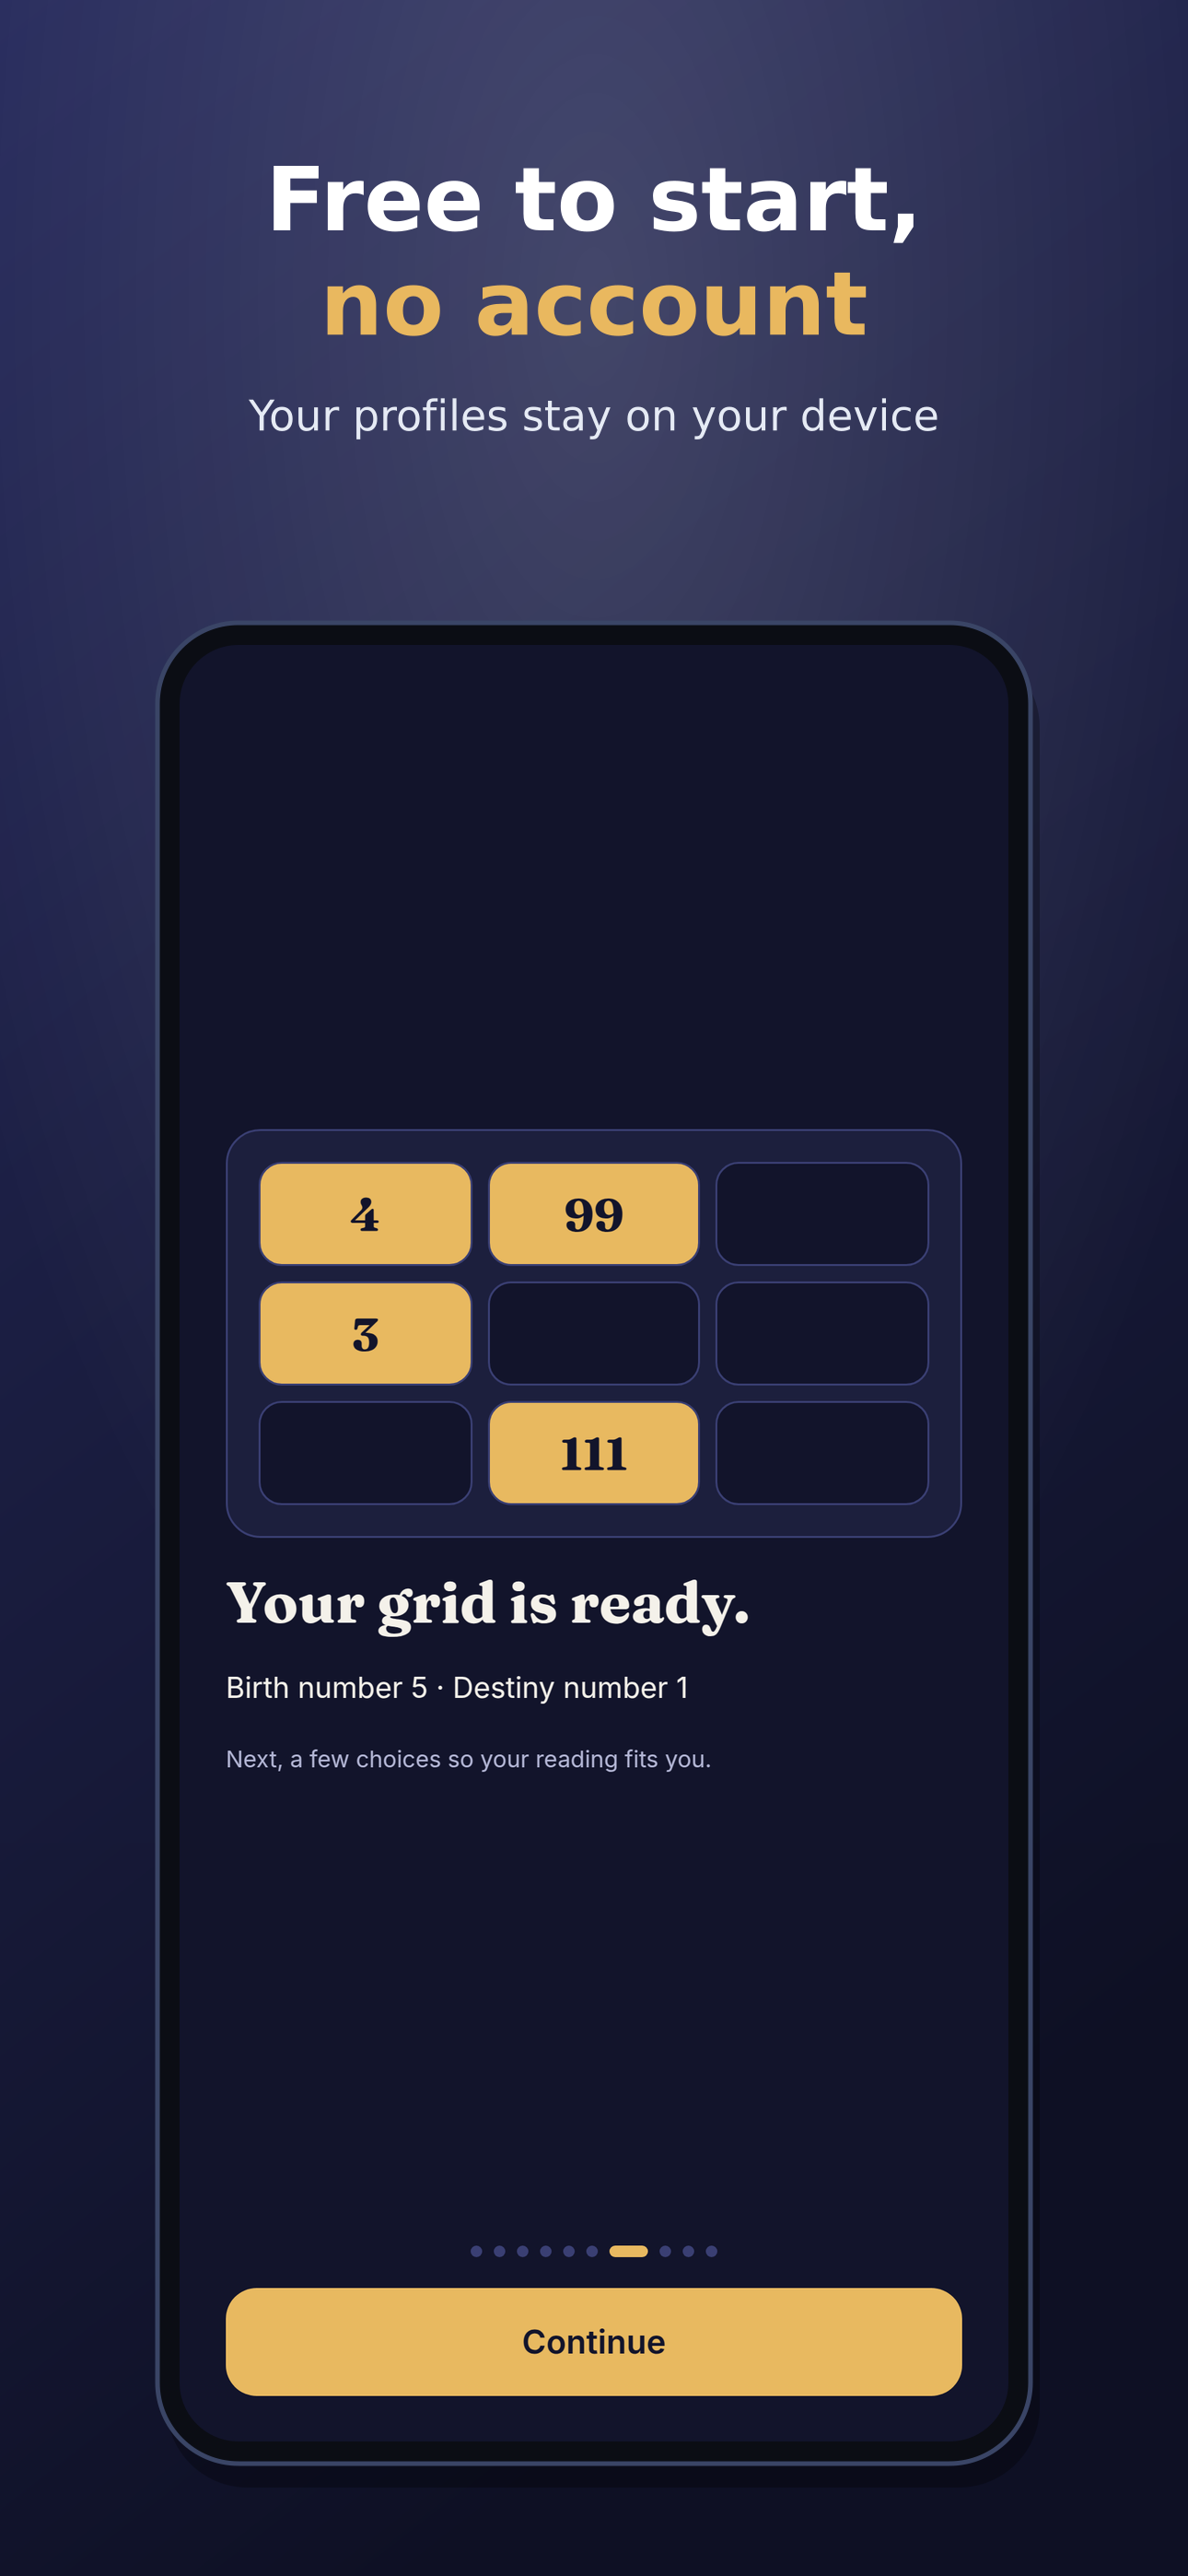 Free to start,
no account
Your profiles stay on your device
4 99
3
111
Your grid is ready.
Birth number 5 · Destiny number 1
Next, a few choices so your reading fits you.
Continue